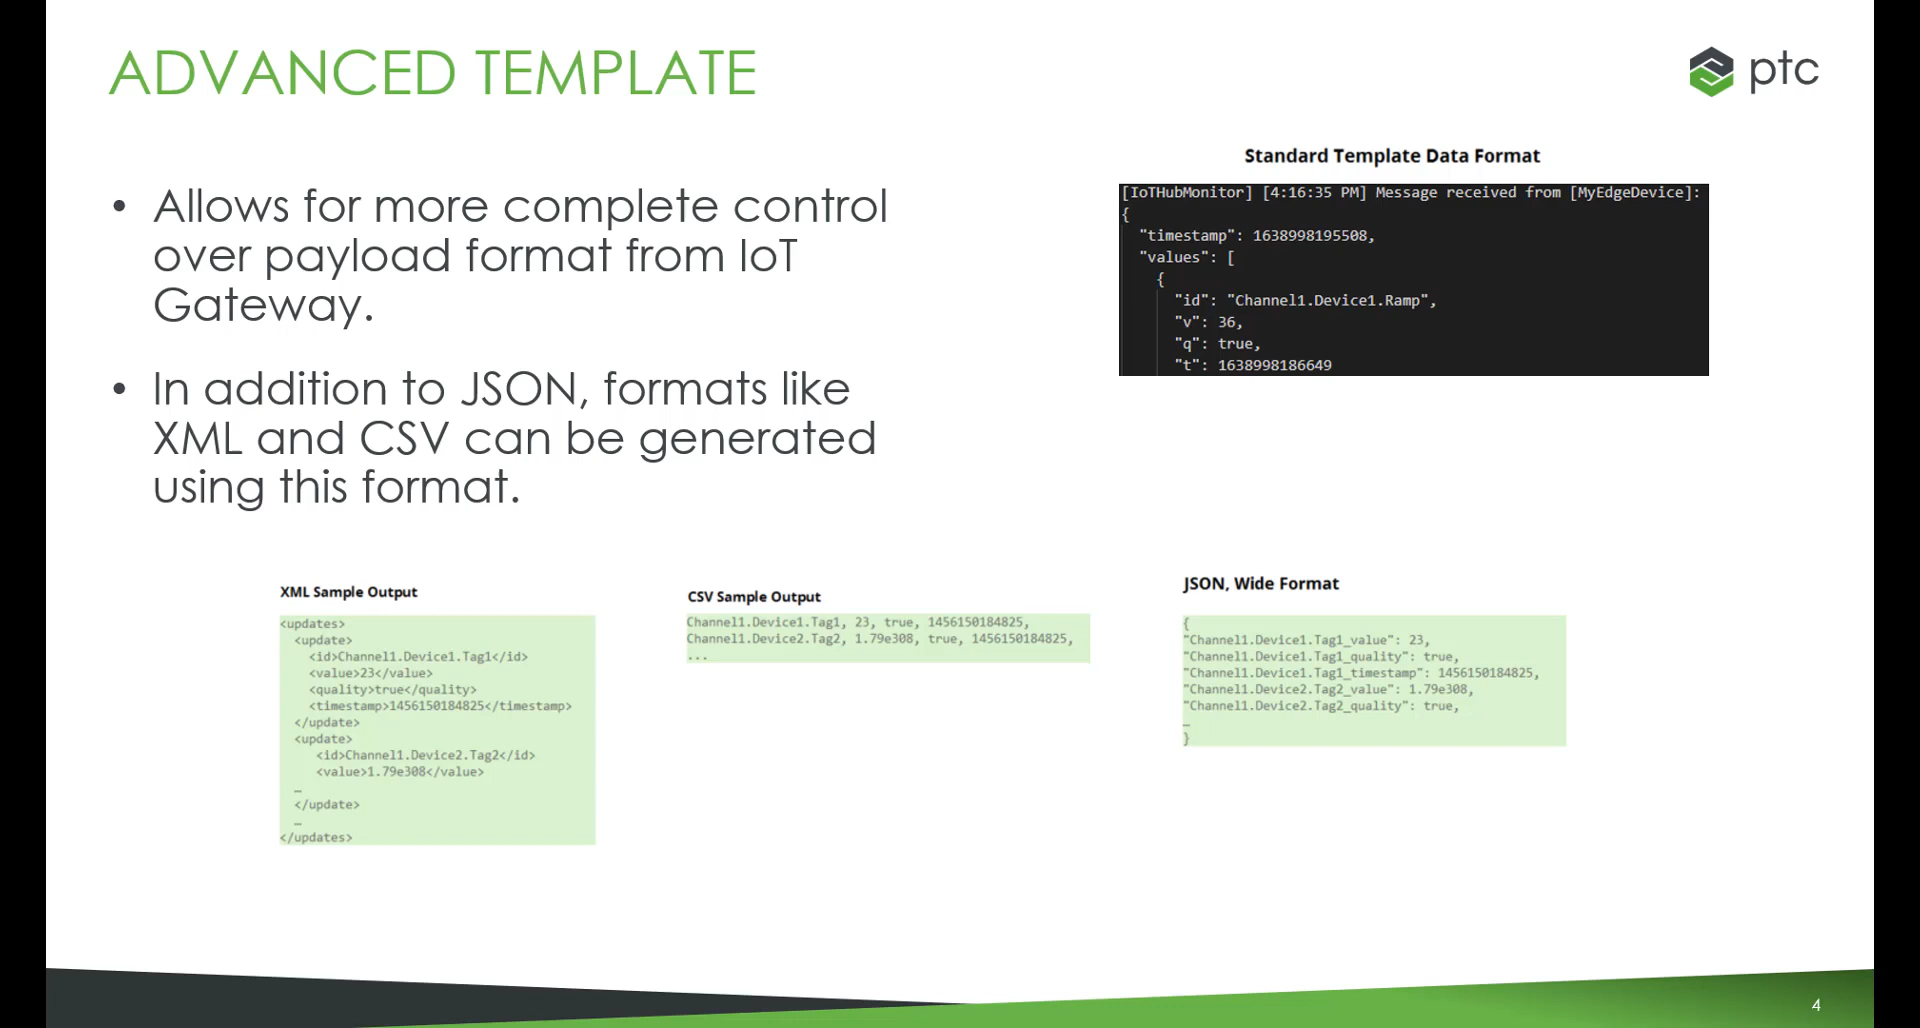 ADVANCED TEMPLATE
ptc
• Allows for more complete control
over payload format from IoT
Gateway.
• In addition to JSON, formats like
XML and CSV can be generated
using this format.
Standard Template Data Format
[IoTHubMonitor] [4:16:35 PM] Message received from [MyEdgeDevice]:
{
"timestamp": 1638998195508,
"values": [
{
"id": "Channel1.Device1.Ramp",
"v": 36,
"q": true,
"t": 1638998186649
XML Sample Output
<updates>
<update>
<id>Channel1.Device1.Tag1</id>
<value>23</value>
<quality>true</quality>
<timestamp>1456150184825</timestamp>
</update>
<update>
<id>Channel1.Device2.Tag2</id>
<value>1.79e308</value>
…
</update>
…
</updates>
CSV Sample Output
Channel1.Device1.Tag1, 23, true, 1456150184825,
Channel1.Device2.Tag2, 1.79e308, true, 1456150184825,
...
JSON, Wide Format
{
"Channel1.Device1.Tag1_value": 23,
"Channel1.Device1.Tag1_quality": true,
"Channel1.Device1.Tag1_timestamp": 1456150184825,
"Channel1.Device2.Tag2_value": 1.79e308,
"Channel1.Device2.Tag2_quality": true,
…
}
4